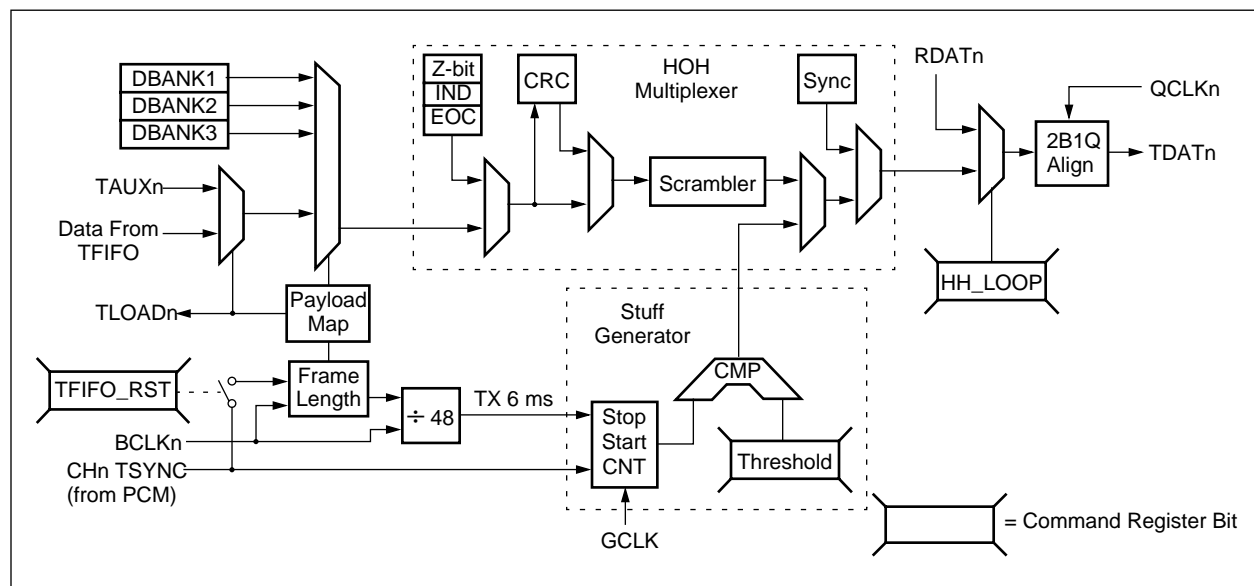 DBANK1
DBANK2
DBANK3
TAUXn
Data From
TFIFO
TLOADn
Payload
Map
TFIFO_RST
Frame
Length
BCLKn
CHn TSYNC
(from PCM)
÷ 48
TX 6 ms
Z-bit
IND
EOC
CRC
HOH
Multiplexer
Sync
Scrambler
RDATn
QCLKn
2B1Q
Align
TDATn
HH_LOOP
Stuff
Generator
CMP
Stop
Start
CNT
Threshold
GCLK
= Command Register Bit